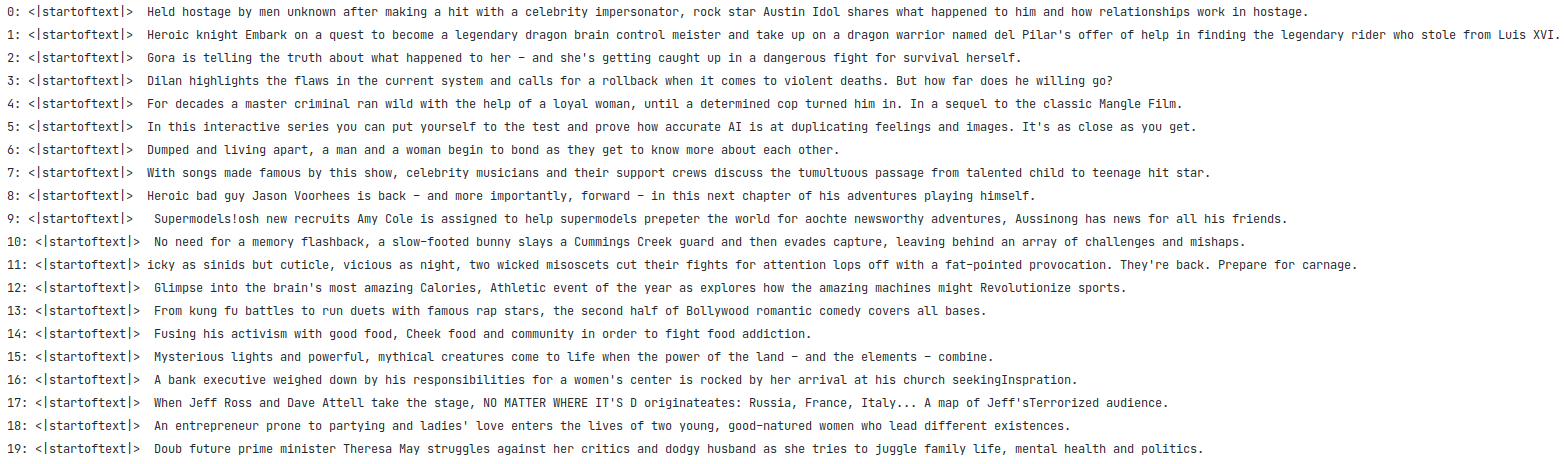 0: <|startoftext|>  Held hostage by men unknown after making a hit with a celebrity impersonator, rock star Austin Idol shares what happened to him and how relationships work in hostage.
1: <|startoftext|>  Heroic knight Embark on a quest to become a legendary dragon brain control meister and take up on a dragon warrior named del Pilar's offer of help in finding the legendary rider who stole from Luis XVI.
2: <|startoftext|>  Gora is telling the truth about what happened to her – and she's getting caught up in a dangerous fight for survival herself.
3: <|startoftext|>  Dilan highlights the flaws in the current system and calls for a rollback when it comes to violent deaths. But how far does he willing go?
4: <|startoftext|>  For decades a master criminal ran wild with the help of a loyal woman, until a determined cop turned him in. In a sequel to the classic Mangle Film.
5: <|startoftext|>  In this interactive series you can put yourself to the test and prove how accurate AI is at duplicating feelings and images. It's as close as you get.
6: <|startoftext|>  Dumped and living apart, a man and a woman begin to bond as they get to know more about each other.
7: <|startoftext|>  With songs made famous by this show, celebrity musicians and their support crews discuss the tumultuous passage from talented child to teenage hit star.
8: <|startoftext|>  Heroic bad guy Jason Voorhees is back – and more importantly, forward – in this next chapter of his adventures playing himself.
9: <|startoftext|>   Supermodels!osh new recruits Amy Cole is assigned to help supermodels prepeter the world for aochte newsworthy adventures, Aussinong has news for all his friends.
10: <|startoftext|>  No need for a memory flashback, a slow-footed bunny slays a Cummings Creek guard and then evades capture, leaving behind an array of challenges and mishaps.
11: <|startoftext|> icky as sinids but cuticle, vicious as night, two wicked misoscets cut their fights for attention lops off with a fat-pointed provocation. They're back. Prepare for carnage.
12: <|startoftext|>  Glimpse into the brain's most amazing Calories, Athletic event of the year as explores how the amazing machines might Revolutionize sports.
13: <|startoftext|>  From kung fu battles to run duets with famous rap stars, the second half of Bollywood romantic comedy covers all bases.
14: <|startoftext|>  Fusing his activism with good food, Cheek food and community in order to fight food addiction.
15: <|startoftext|>  Mysterious lights and powerful, mythical creatures come to life when the power of the land – and the elements – combine.
16: <|startoftext|>  A bank executive weighed down by his responsibilities for a women's center is rocked by her arrival at his church seekingInspration.
17: <|startoftext|>  When Jeff Ross and Dave Attell take the stage, NO MATTER WHERE IT'S D originateates: Russia, France, Italy... A map of Jeff'sTerrorized audience.
18: <|startoftext|>  An entrepreneur prone to partying and ladies' love enters the lives of two young, good-natured women who lead different existences.
19: <|startoftext|>  Doub future prime minister Theresa May struggles against her critics and dodgy husband as she tries to juggle family life, mental health and politics.